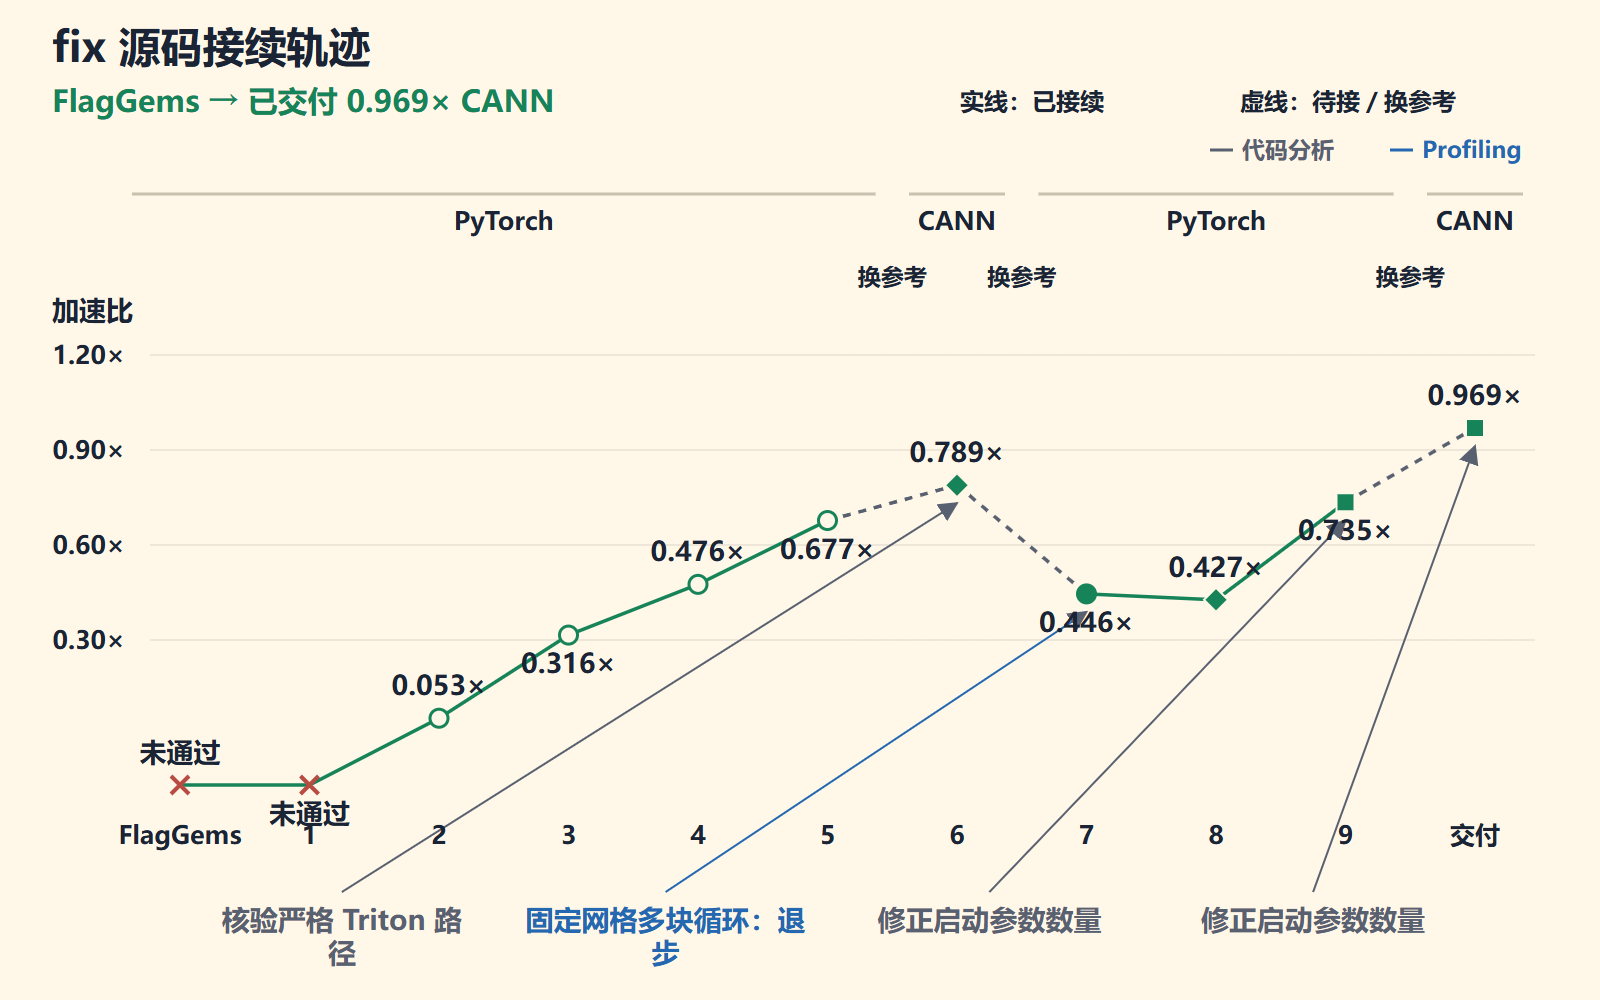 fix 源码接续轨迹
FlagGems → 已交付 0.969× CANN
实线：已接续
虚线：待接 / 换参考
代码分析
Profiling
PyTorch
CANN
PyTorch
CANN
换参考
换参考
换参考
加速比
1.20×
0.90×
0.60×
0.30×
未通过
未通过
0.053×
0.316×
0.476×
0.677×
0.789×
0.446×
0.427×
0.735×
0.969×
FlagGems
1
2
3
4
5
6
7
8
9
交付
核验严格 Triton 路
径
固定网格多块循环：退
步
修正启动参数数量
修正启动参数数量